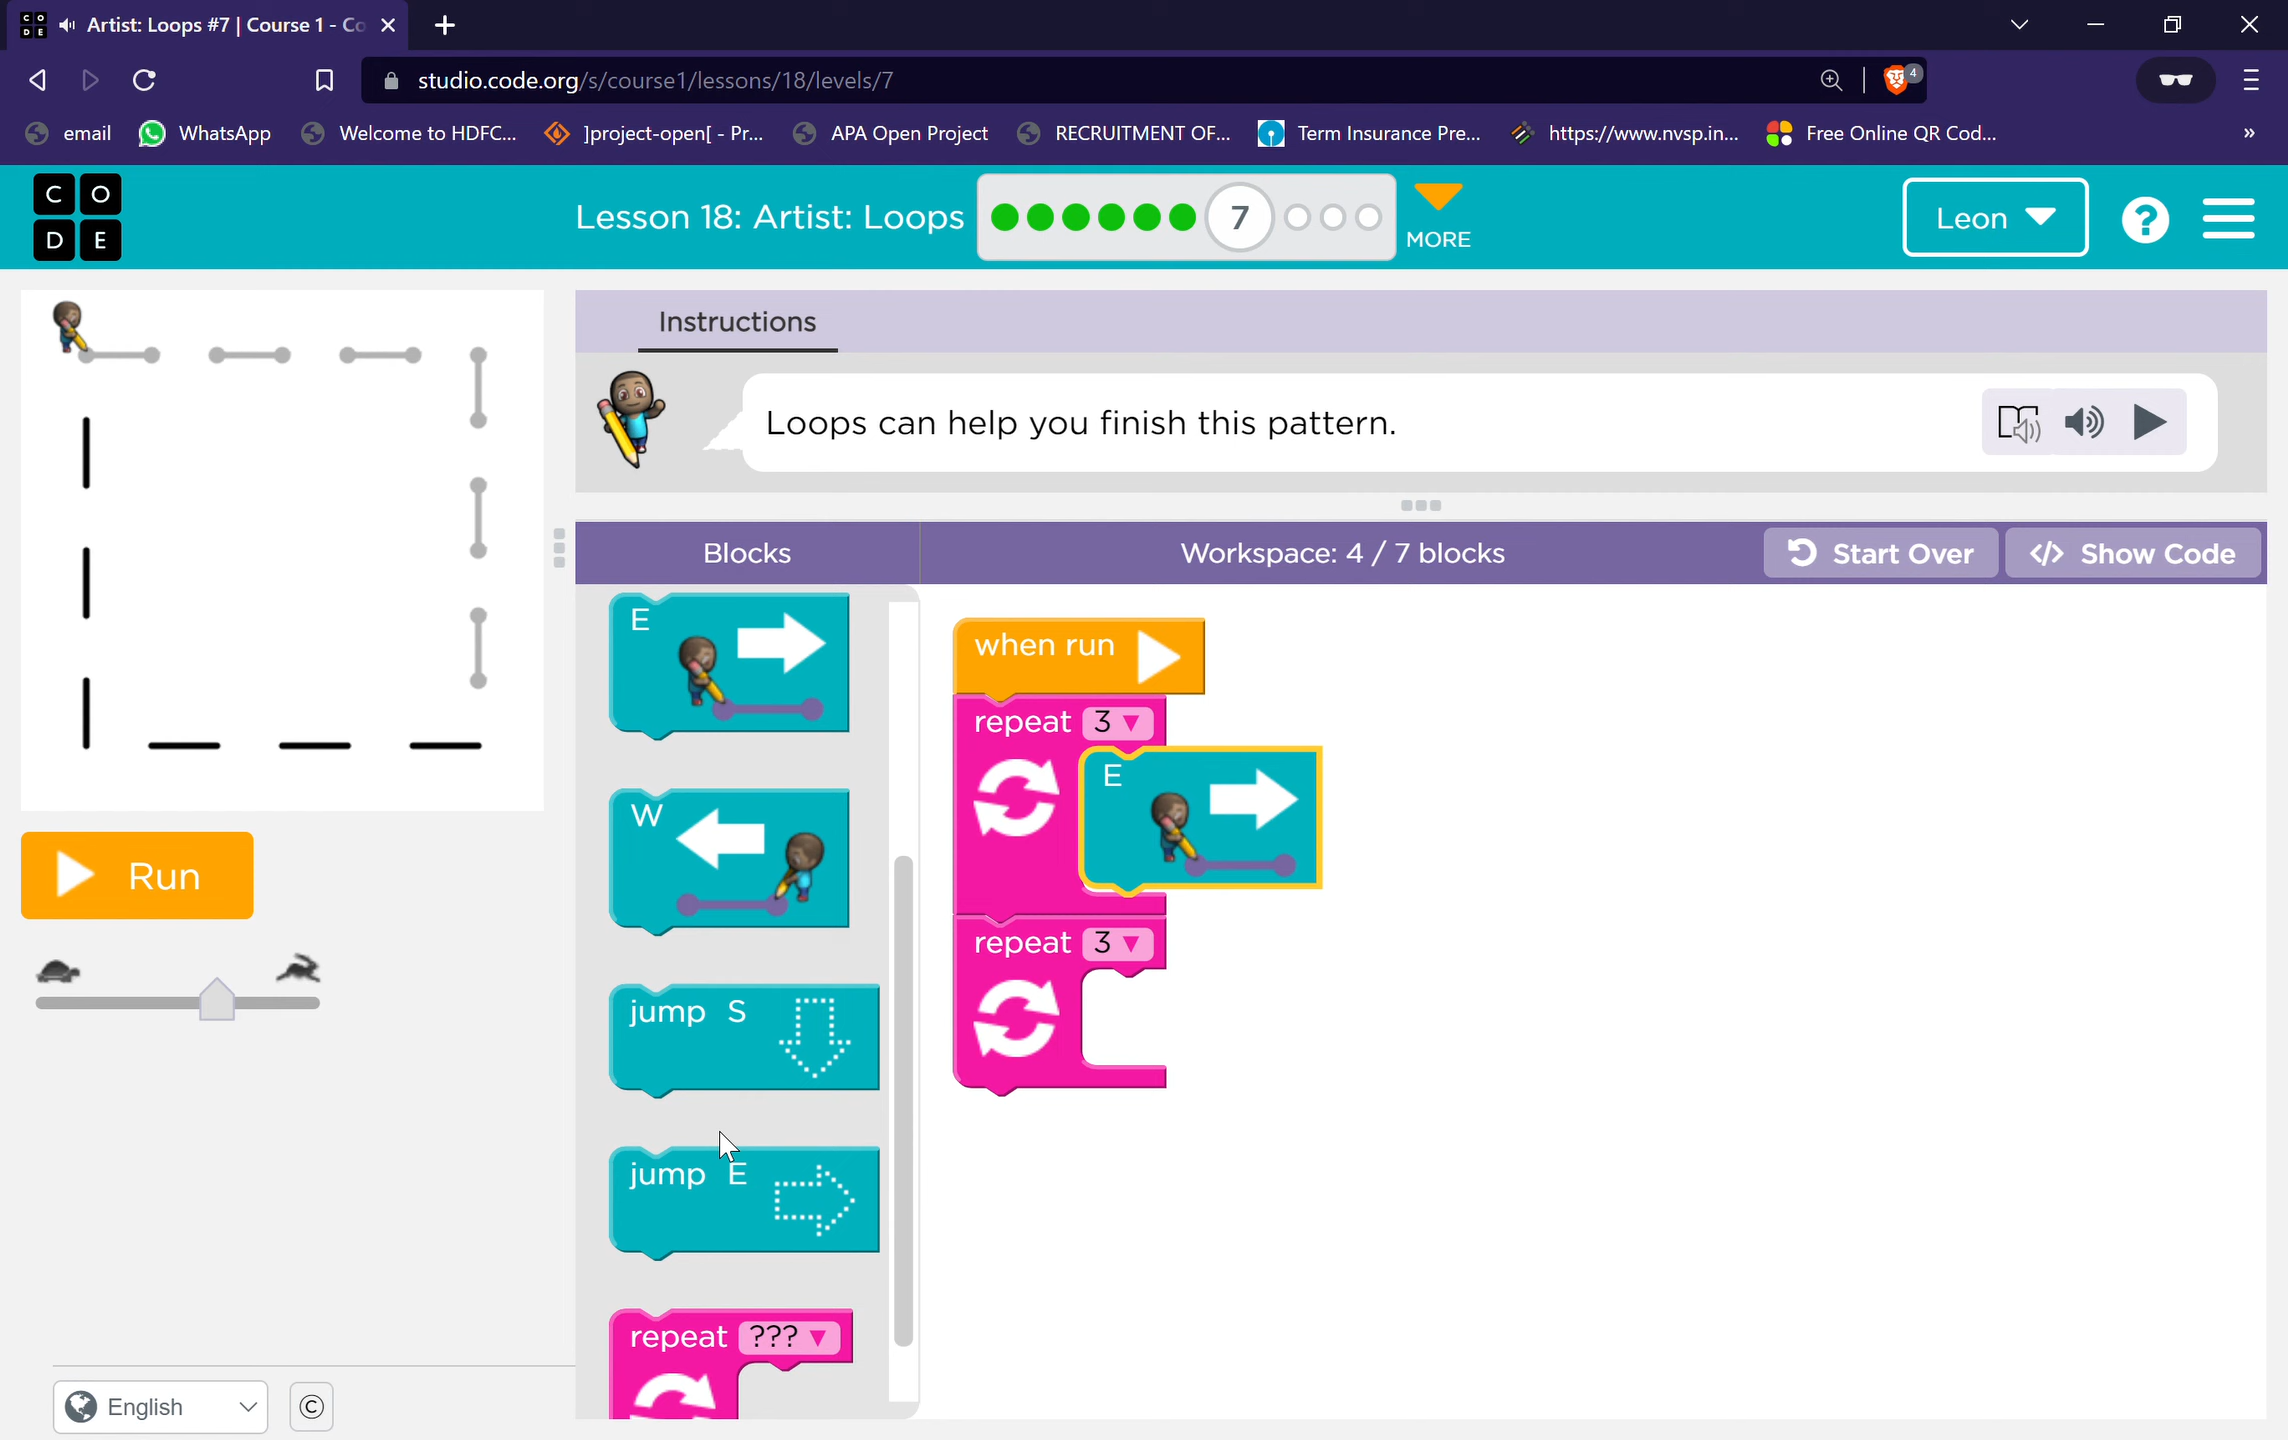 C O D E Artist: Loops #7 | Course 1 - Co
studio.code.org/s/course1/lessons/18/levels/7 4
email WhatsApp Welcome to HDFC... ]project-open[ - Pr... APA Open Project RECRUITMENT OF... Term Insurance Pre... https://www.nvsp.in... Free Online QR Cod... »
C O
D E
Lesson 18: Artist: Loops 7 MORE Leon ?
Instructions
Loops can help you finish this pattern.
Blocks Workspace: 4 / 7 blocks Start Over </> Show Code
E
W
jump S
jump E
repeat ???
when run
repeat 3
E
repeat 3
Run
English ©